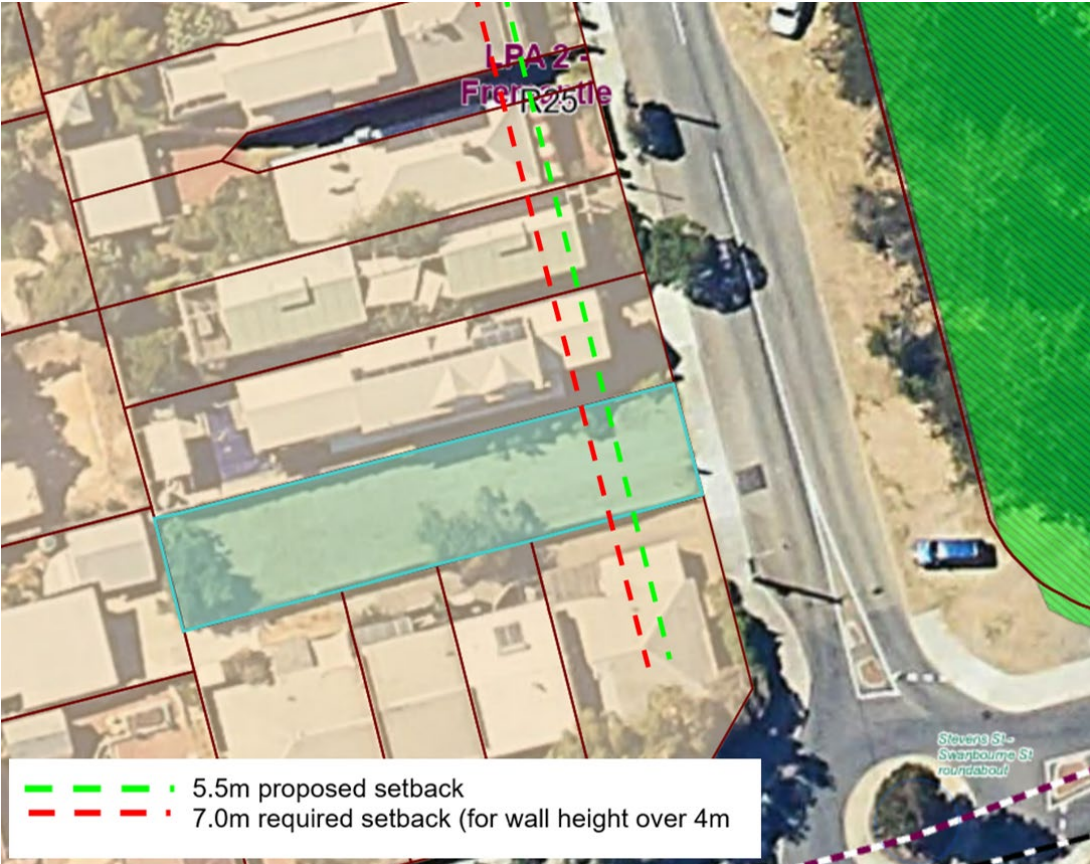 LPA 2 -
Fremantle
R25
Stevens St -
Swanbourne St
roundabout
5.5m proposed setback
7.0m required setback (for wall height over 4m